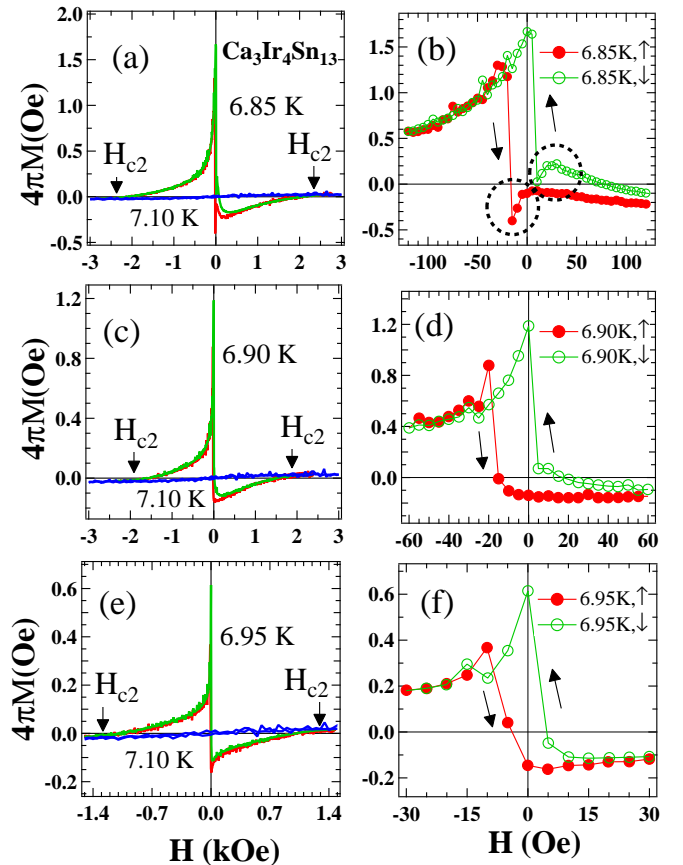 (a)
Ca3Ir4Sn13
6.85 K
Hc2
Hc2
7.10 K
4πM(Oe)
2.0
1.5
1.0
0.5
0.0
-0.5
-3 -2 -1 0 1 2 3
(b)
6.85K,↑
6.85K,↓
1.5
1.0
0.5
0.0
-0.5
-100 -50 0 50 100
(c)
6.90 K
Hc2
Hc2
7.10 K
4πM(Oe)
1.2
0.8
0.4
0.0
-3 -2 -1 0 1 2 3
(d)
6.90K,↑
6.90K,↓
1.2
0.8
0.4
0.0
-60 -40 -20 0 20 40 60
(e)
6.95 K
Hc2
Hc2
7.10 K
4πM(Oe)
0.6
0.4
0.2
0.0
-0.2
-1.4 -0.7 0.0 0.7 1.4
H (kOe)
(f)
6.95K,↑
6.95K,↓
0.6
0.4
0.2
0.0
-0.2
-30 -15 0 15 30
H (Oe)